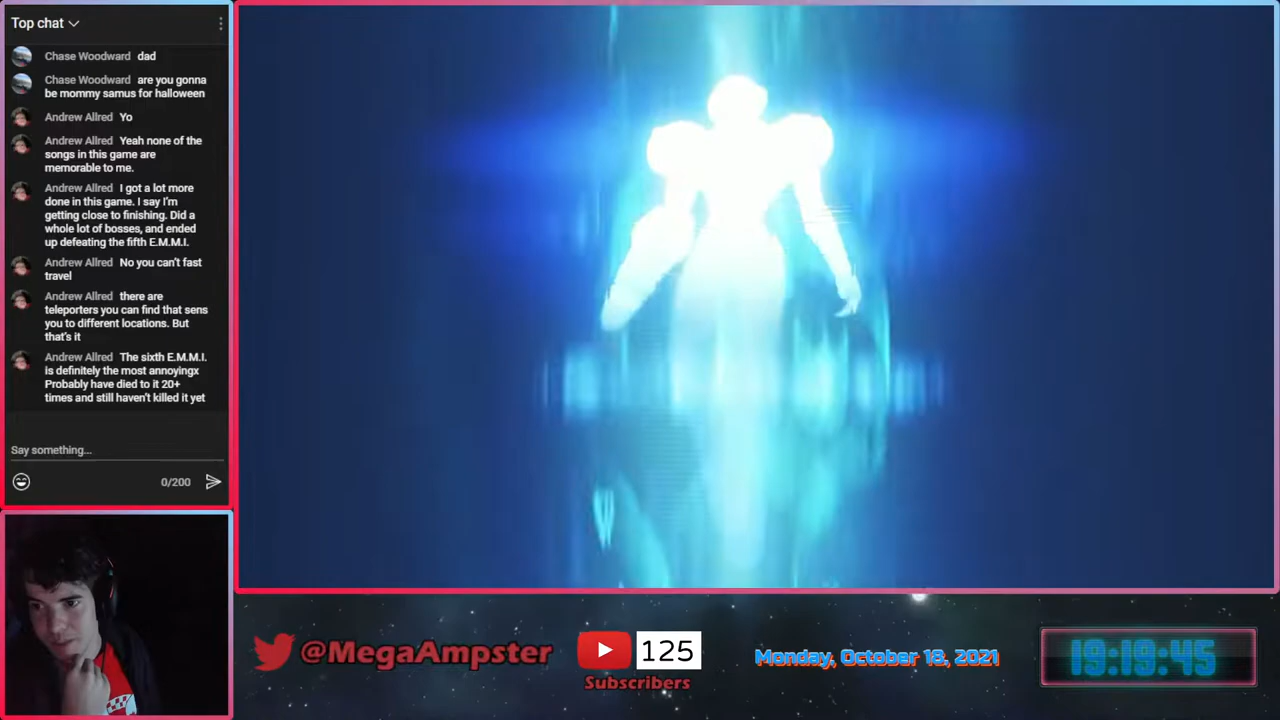 Top chat
Chase Woodward dad
Chase Woodward are you gonna
be mommy samus for halloween
Andrew Allred Yo
Andrew Allred Yeah none of the
songs in this game are
memorable to me.
Andrew Allred I got a lot more
done in this game. I say I'm
getting close to finishing. Did a
whole lot of bosses, and ended
up defeating the fifth E.M.M.I.
Andrew Allred No you can't fast
travel
Andrew Allred there are
teleporters you can find that sens
you to different locations. But
that's it
Andrew Allred The sixth E.M.M.I.
is definitely the most annoyingx
Probably have died to it 20+
times and still haven't killed it yet
Say something...
0/200
@MegaAmpster
125
Subscribers
Monday, October 18, 2021
19:19:45